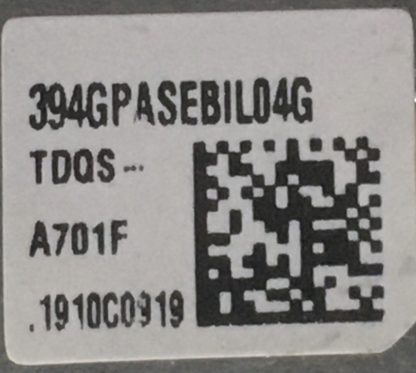 394GPASEBIL04G
TDQS--
A701F
.1910C0919